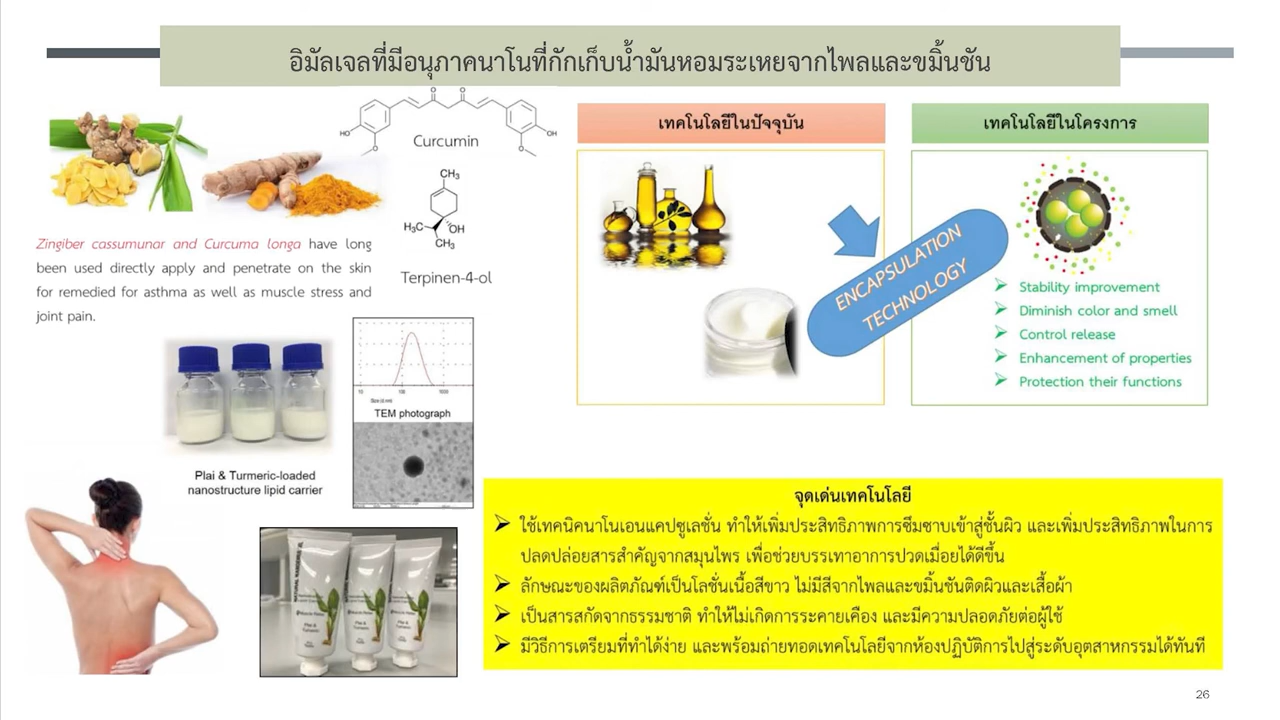 อิมัลเจลที่มีอนุภาคนาโนที่กักเก็บน้ำมันหอมระเหยจากไพลและขมิ้นชัน
O
O
HO
O
O
OH
Curcumin
CH₃
H₃C
OH
CH₃
Terpinen-4-ol
Zingiber cassumunar and Curcuma longa have long
been used directly apply and penetrate on the skin
for remedied for asthma as well as muscle stress and
joint pain.
Plai & Turmeric-loaded
nanostructure lipid carrier
10
100
1000
Size (d.nm)
TEM photograph
Plai &
Turmeric
Plai &
Turmeric
Plai &
Turmeric
เทคโนโลยีในปัจจุบัน
เทคโนโลยีในโครงการ
ENCAPSULATION
TECHNOLOGY
➢ Stability improvement
➢ Diminish color and smell
➢ Control release
➢ Enhancement of properties
➢ Protection their functions
จุดเด่นเทคโนโลยี
➢ ใช้เทคนิคนาโนเอนแคปซูเลชั่น ทำให้เพิ่มประสิทธิภาพการซึมซาบเข้าสู่ชั้นผิว และเพิ่มประสิทธิภาพในการ
ปลดปล่อยสารสำคัญจากสมุนไพร เพื่อช่วยบรรเทาอาการปวดเมื่อยได้ดีขึ้น
➢ ลักษณะของผลิตภัณฑ์เป็นโลชั่นเนื้อสีขาว ไม่มีสีจากไพลและขมิ้นชันติดผิวและเสื้อผ้า
➢ เป็นสารสกัดจากธรรมชาติ ทำให้ไม่เกิดการระคายเคือง และมีความปลอดภัยต่อผู้ใช้
➢ มีวิธีการเตรียมที่ทำได้ง่าย และพร้อมถ่ายทอดเทคโนโลยีจากห้องปฏิบัติการไปสู่ระดับอุตสาหกรรมได้ทันที
26